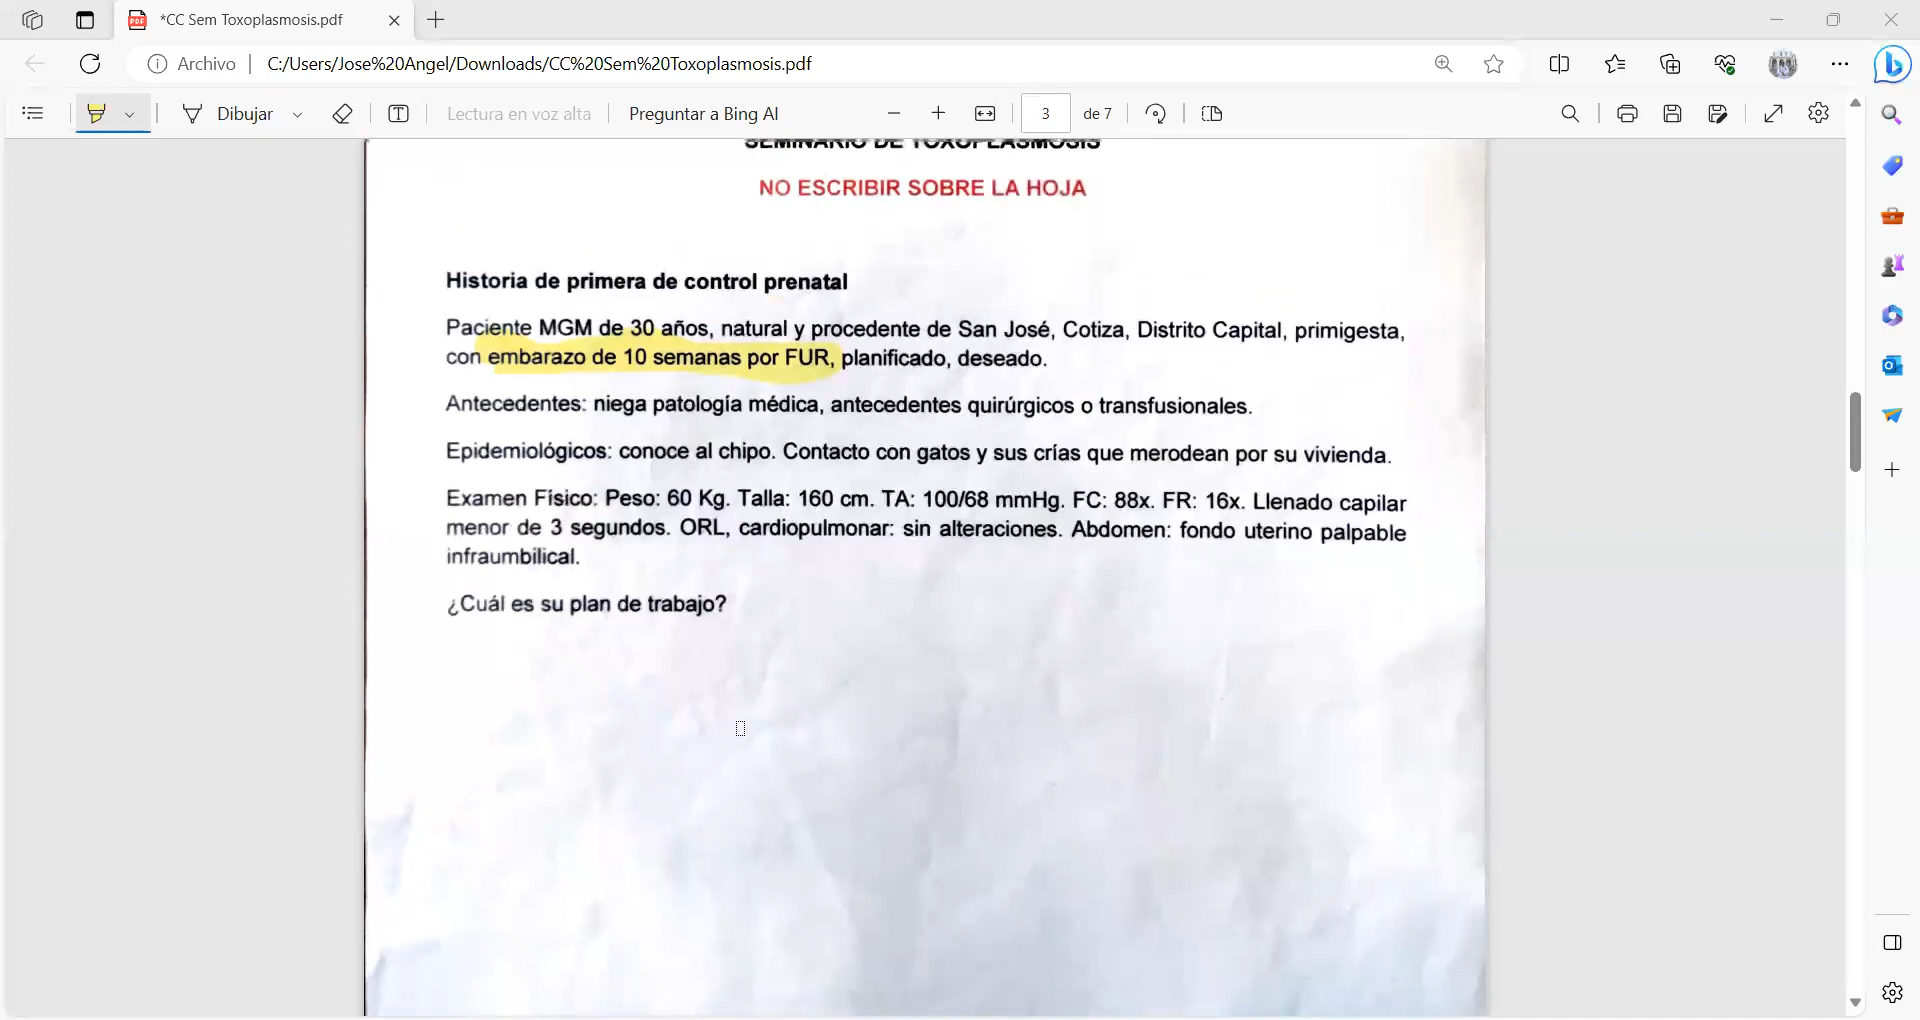 *CC Sem Toxoplasmosis.pdf
Archivo C:/Users/Jose%20Angel/Downloads/CC%20Sem%20Toxoplasmosis.pdf
Dibujar Lectura en voz alta Preguntar a Bing AI 3 de 7
SEMINARIO DE TOXOPLASMOSIS
NO ESCRIBIR SOBRE LA HOJA
Historia de primera de control prenatal
Paciente MGM de 30 años, natural y procedente de San José, Cotiza, Distrito Capital, primigesta,
con embarazo de 10 semanas por FUR, planificado, deseado.
Antecedentes: niega patología médica, antecedentes quirúrgicos o transfusionales.
Epidemiológicos: conoce al chipo. Contacto con gatos y sus crías que merodean por su vivienda.
Examen Físico: Peso: 60 Kg. Talla: 160 cm. TA: 100/68 mmHg. FC: 88x. FR: 16x. Llenado capilar
menor de 3 segundos. ORL, cardiopulmonar: sin alteraciones. Abdomen: fondo uterino palpable
infraumbilical.
¿Cuál es su plan de trabajo?